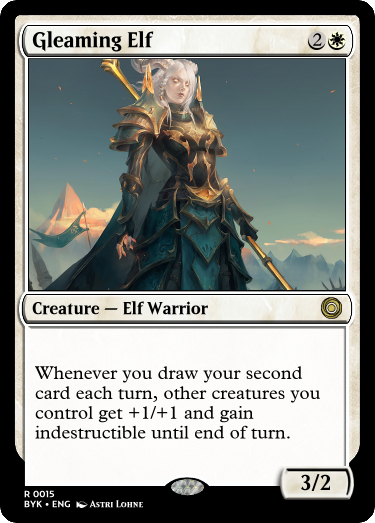 Gleaming Elf 2
Creature — Elf Warrior
Whenever you draw your second
card each turn, other creatures you
control get +1/+1 and gain
indestructible until end of turn.
3/2
R 0015
BYK • ENG Astri Lohne